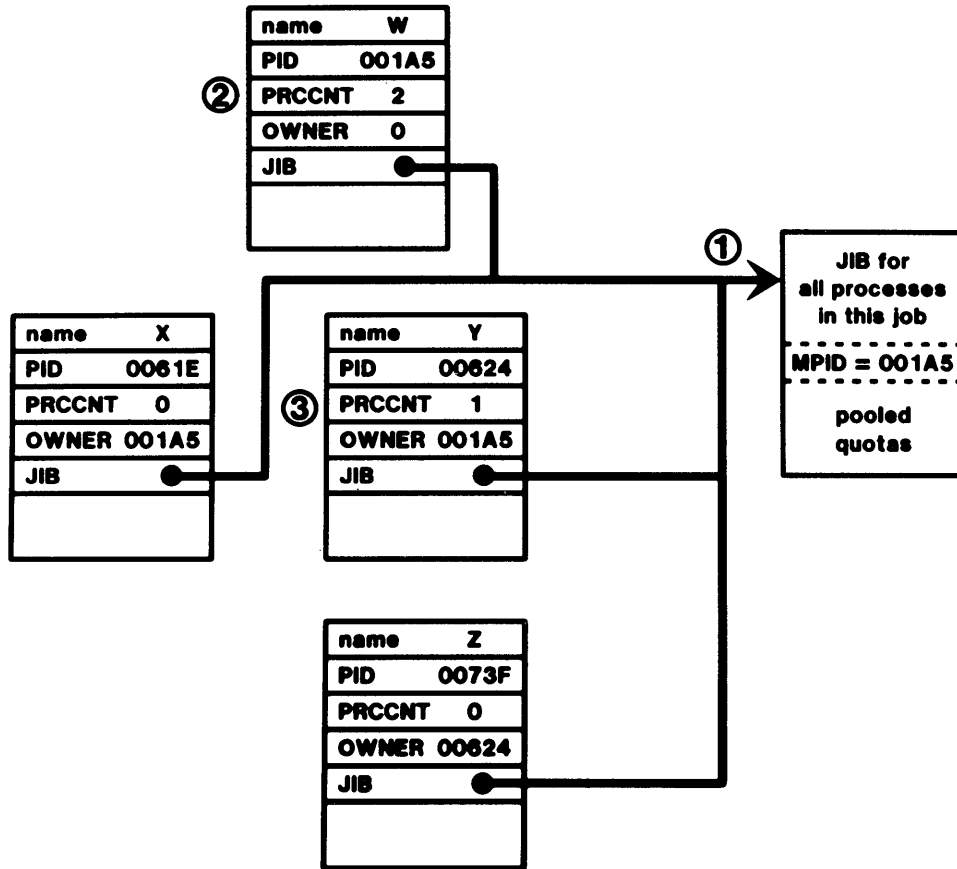 name W
PID 001A5
② PRCCNT 2
OWNER 0
JIB
①
JIB for
all processes
in this job
MPID = 001A5
pooled
quotas
name X
PID 0061E
PRCCNT 0
OWNER 001A5
JIB
name Y
PID 00624
③ PRCCNT 1
OWNER 001A5
JIB
name Z
PID 0073F
PRCCNT 0
OWNER 00624
JIB